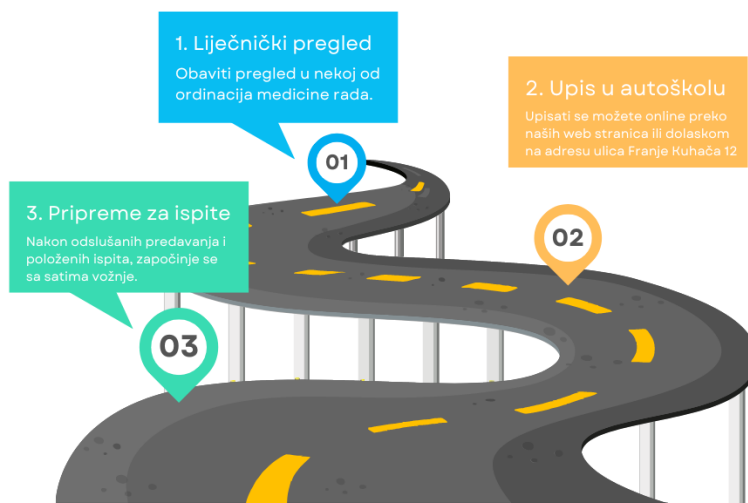 1. Liječnički pregled
Obaviti pregled u nekoj od
ordinacija medicine rada.
01
2. Upis u autoškolu
Upisati se možete online preko
naših web stranica ili dolaskom
na adresu ulica Franje Kuhača 12
02
3. Pripreme za ispite
Nakon odslušanih predavanja i
položenih ispita, započinje se
sa satima vožnje.
03